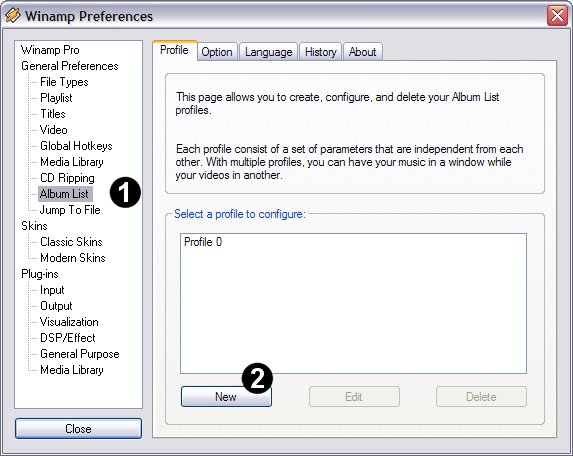 Winamp Preferences
Winamp Pro
General Preferences
File Types
Playlist
Titles
Video
Global Hotkeys
Media Library
CD Ripping
Album List
1
Jump To File
Skins
Classic Skins
Modern Skins
Plug-ins
Input
Output
Visualization
DSP/Effect
General Purpose
Media Library
Close
Profile Option Language History About
This page allows you to create, configure, and delete your Album List
profiles.
Each profile consist of a set of parameters that are independent from each
other. With multiple profiles, you can have your music in a window while
your videos in another.
Select a profile to configure:
Profile 0
2
New Edit Delete